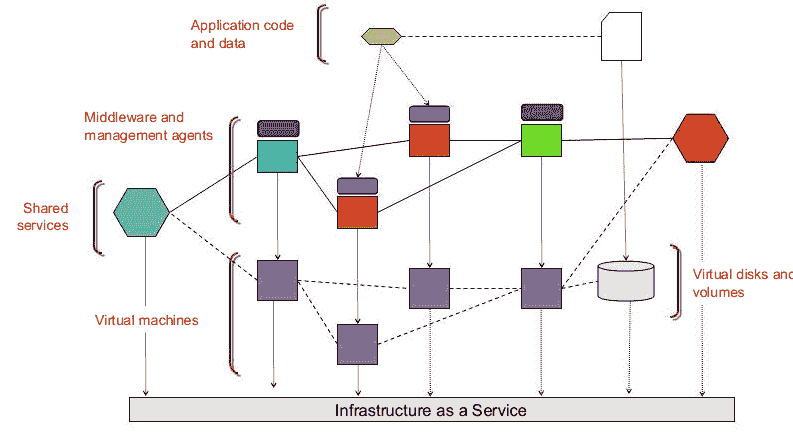 Application code
and data
Middleware and
management agents
Shared
services
Virtual disks and
volumes
Virtual machines
Infrastructure as a Service